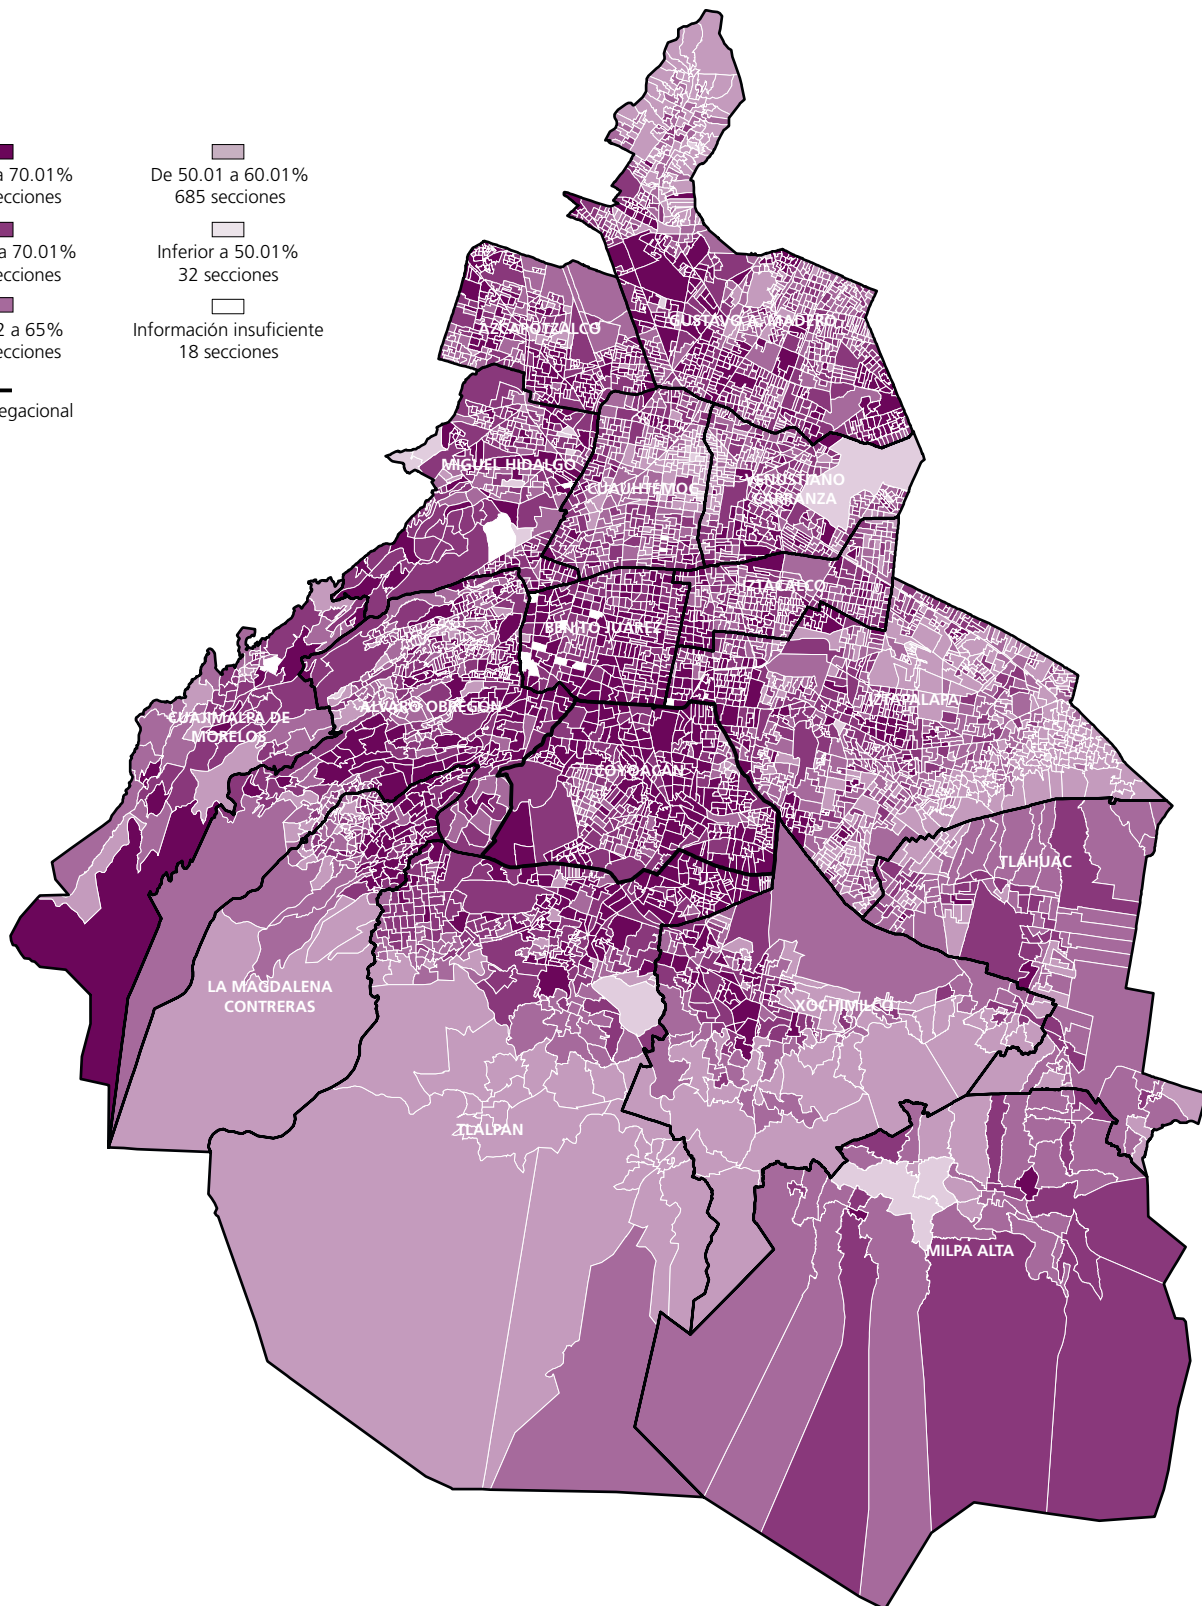 a 70.01%
ecciones
De 50.01 a 60.01%
685 secciones
a 70.01%
ecciones
Inferior a 50.01%
32 secciones
2 a 65%
ecciones
Información insuficiente
18 secciones
egacional
AZCAPOTZALCO
GUSTAVO A. MADERO
MIGUEL HIDALGO
CUAUHTÉMOC
VENUSTIANO
CARRANZA
IZTACALCO
BENITO JUÁREZ
IZTAPALAPA
ÁLVARO OBREGÓN
CUAJIMALPA DE
MORELOS
COYOACÁN
TLÁHUAC
LA MAGDALENA
CONTRERAS
XOCHIMILCO
TLALPAN
MILPA ALTA